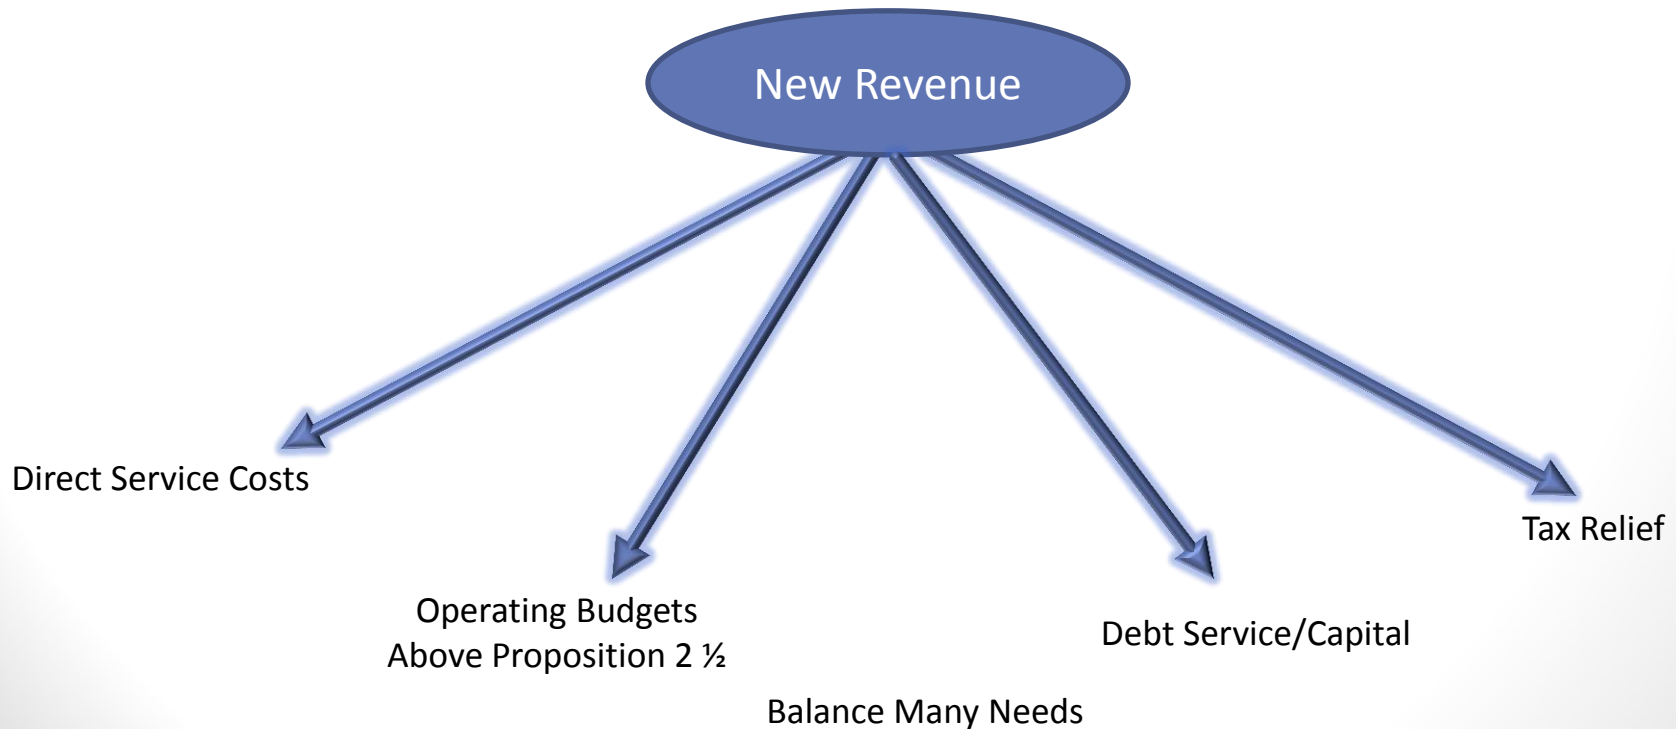 New Revenue
Direct Service Costs
Operating Budgets
Above Proposition 2 ½
Debt Service/Capital
Tax Relief
Balance Many Needs